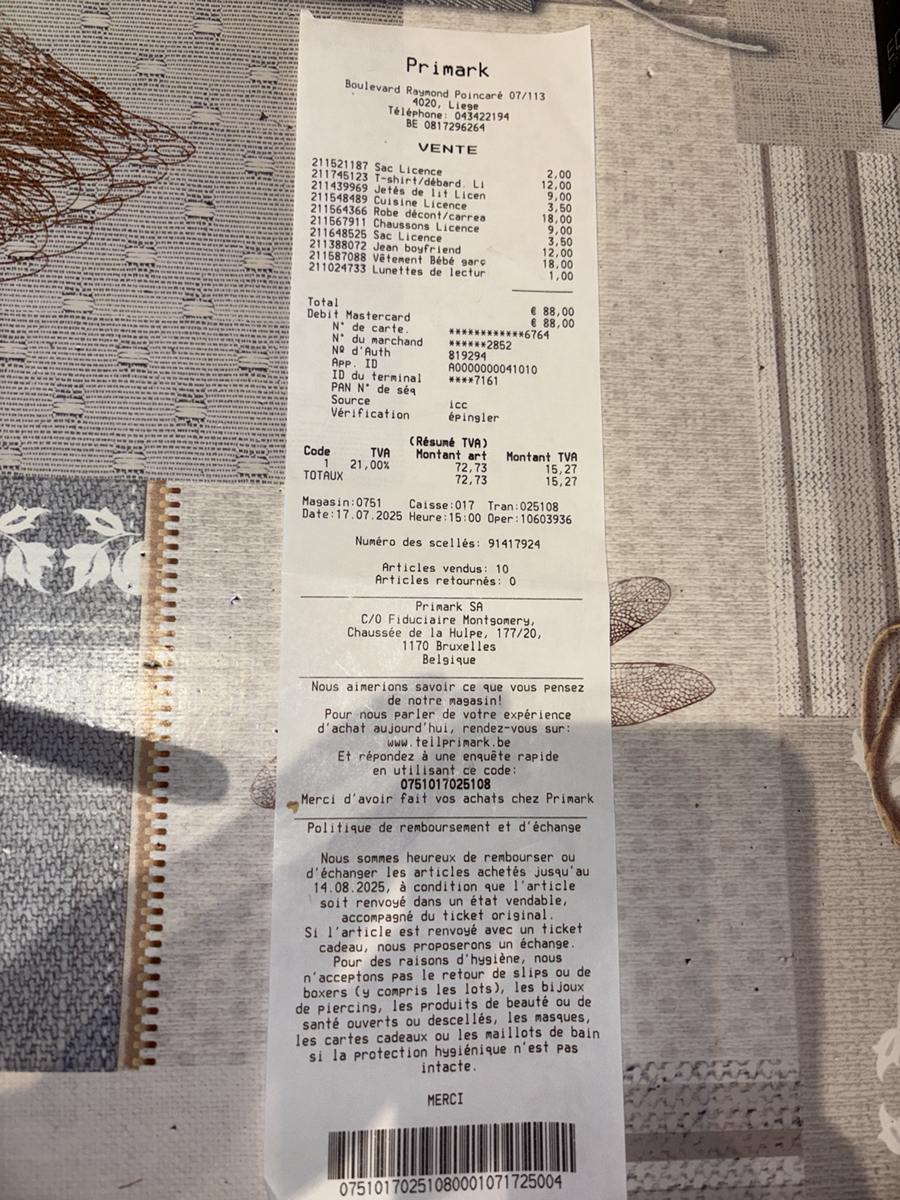 Primark
Boulevard Raymond Poincaré 07/113
4020, Liege
Téléphone: 043422194
BE 0817296264
VENTE
211521187 Sac Licence 2,00
211745123 T-shirt/débard. Li 12,00
211439969 Jetés de lit Licen 9,00
211548489 Cuisine Licence 3,50
211564366 Robe décont/carrea 18,00
211567911 Chaussons Licence 9,00
211648525 Sac Licence 3,50
211388072 Jean boyfriend 12,00
211587088 Vêtement Bébé garç 18,00
211024733 Lunettes de lectur 1,00
Total € 88,00
Debit Mastercard € 88,00
N° de carte. ************6764
N° du marchand ******2852
Nº d'Auth 819294
App. ID A0000000041010
ID du terminal ****7161
PAN N° de séq
Source icc
Vérification épingler
(Résumé TVA)
Code TVA Montant art Montant TVA
1 21,00% 72,73 15,27
TOTAUX 72,73 15,27
Magasin:0751 Caisse:017 Tran:025108
Date:17.07.2025 Heure:15:00 Oper:10603936
Numéro des scellés: 91417924
Articles vendus: 10
Articles retournés: 0
Primark SA
C/O Fiduciaire Montgomery,
Chaussée de la Hulpe, 177/20,
1170 Bruxelles
Belgique
Nous aimerions savoir ce que vous pensez
de notre magasin!
Pour nous parler de votre expérience
d'achat aujourd'hui, rendez-vous sur:
www.tellprimark.be
Et répondez à une enquête rapide
en utilisant ce code:
0751017025108
Merci d'avoir fait vos achats chez Primark
Politique de remboursement et d'échange
Nous sommes heureux de rembourser ou
d'échanger les articles achetés jusqu'au
14.08.2025, à condition que l'article
soit renvoyé dans un état vendable,
accompagné du ticket original.
Si l'article est renvoyé avec un ticket
cadeau, nous proposerons un échange.
Pour des raisons d'hygiène, nous
n'acceptons pas le retour de slips ou de
boxers (y compris les lots), les bijoux
de piercing, les produits de beauté ou de
santé ouverts ou descellés, les masques,
les cartes cadeaux ou les maillots de bain
si la protection hygiénique n'est pas
intacte.
MERCI
07510170251080001071725004